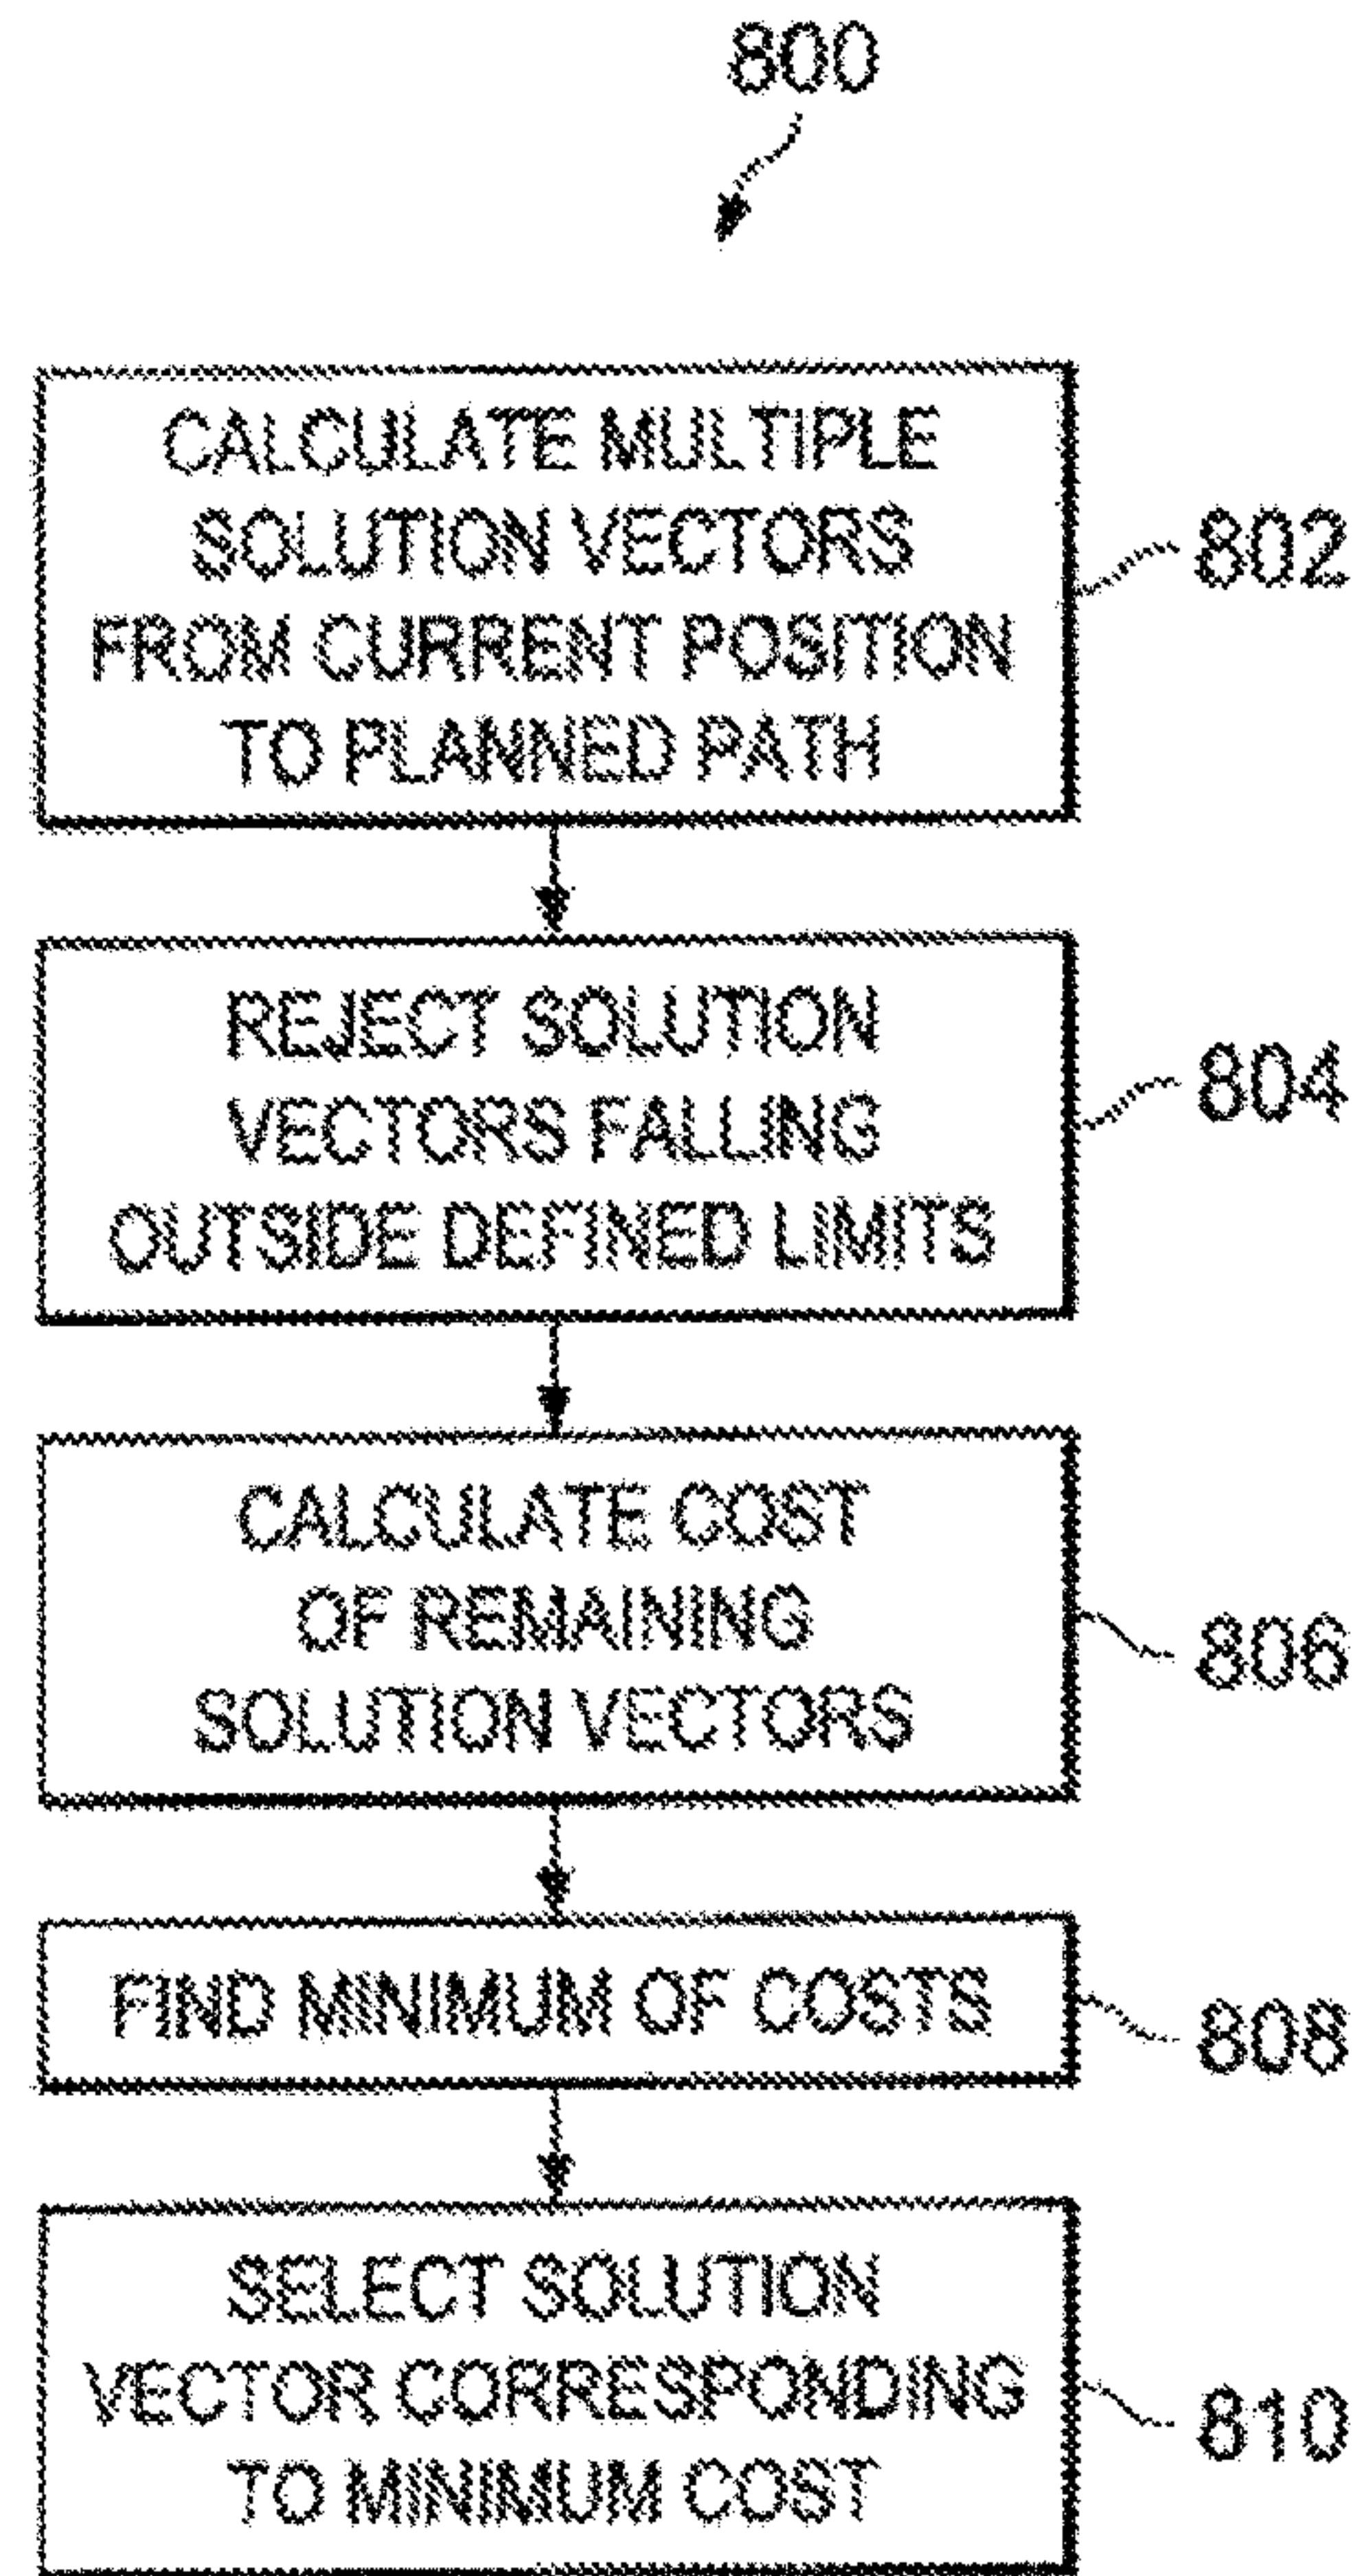 800
CALCULATE MULTIPLE
SOLUTION VECTORS
FROM CURRENT POSITION
TO PLANNED PATH
802
REJECT SOLUTION
VECTORS FALLING
OUTSIDE DEFINED LIMITS
804
CALCULATE COST
OF REMAINING
SOLUTION VECTORS
806
FIND MINIMUM OF COSTS
808
SELECT SOLUTION
VECTOR CORRESPONDING
TO MINIMUM COST
810